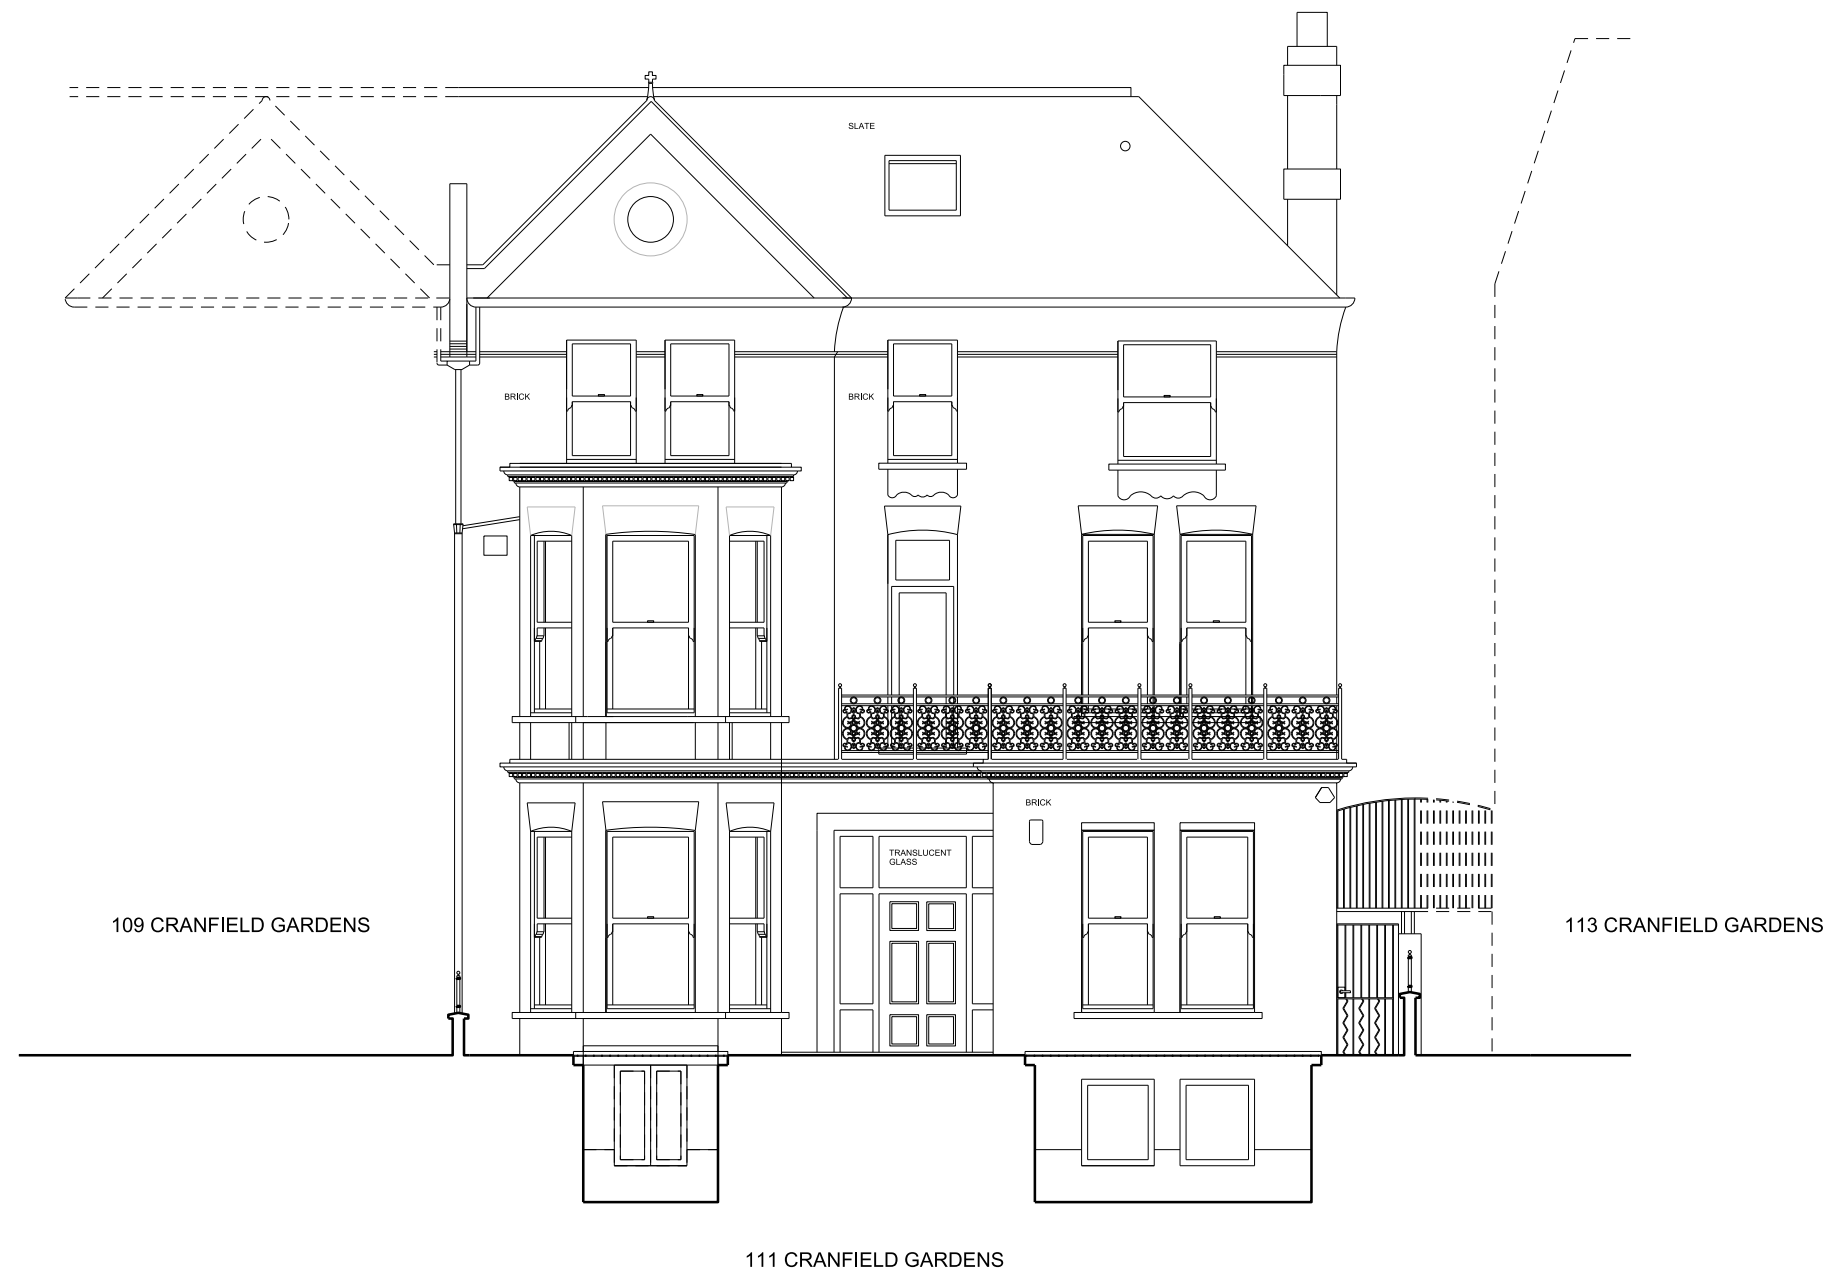 SLATE
BRICK
BRICK
BRICK
TRANSLUCENT
GLASS
109 CRANFIELD GARDENS
113 CRANFIELD GARDENS
111 CRANFIELD GARDENS